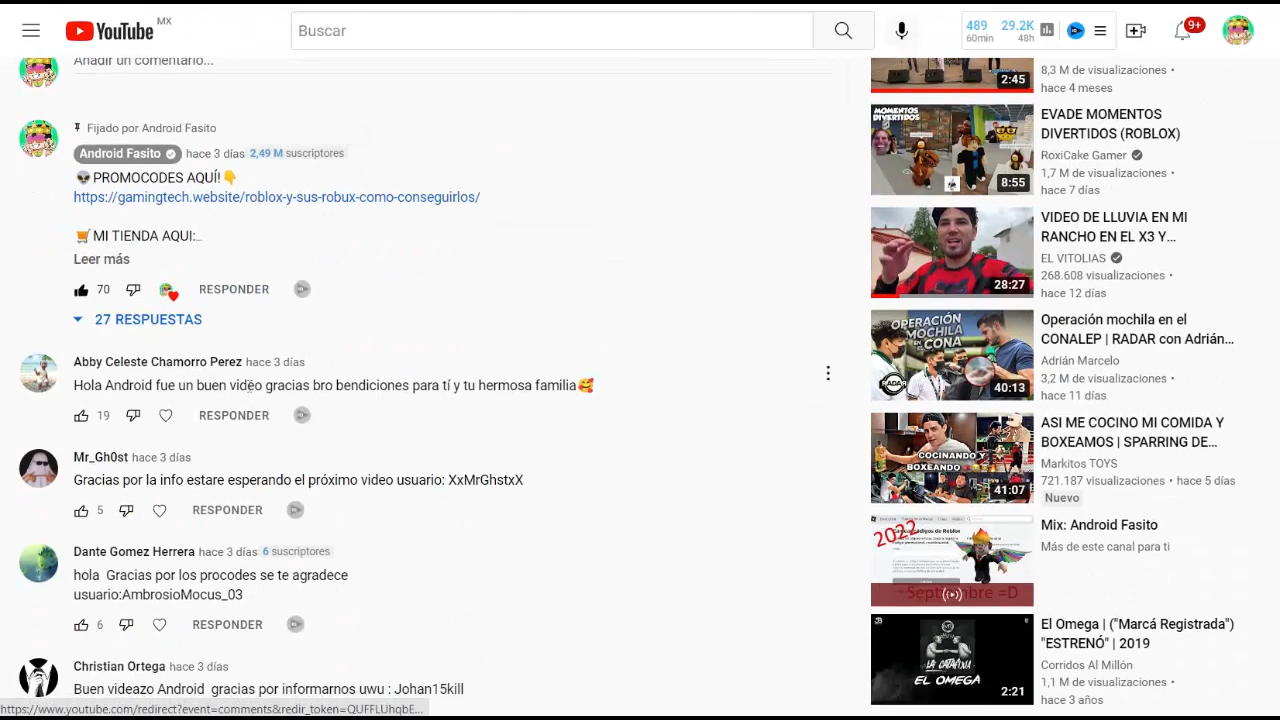 YouTube MX
Buscar
489 60min
29.2K 48h
9+
Añadir un comentario...
Fijado por Android Fasito
Android Fasito hace 3 días 2,49 M suscriptores
PROMOCODES AQUÍ!
https://gamingtech.website/roblox-y-sus-robux-como-conseguirlos/
MI TIENDA AQUI:
Leer más
70 RESPONDER
27 RESPUESTAS
Abby Celeste Chamorro Perez hace 3 días
Hola Android fue un buen video gracias bro bendiciones para tí y tu hermosa familia
19 RESPONDER
Mr_Gh0st hace 3 días
Gracias por la info estare esperando el proximo video usuario: XxMrGhstxX
5 RESPONDER
Dante Gomez Herrera hace 3 días 6 suscriptores
hola Gracias por la se te agradece
usuario:AmbrosioMocus_03
6 RESPONDER
Christian Ortega hace 3 días
Buen videazo Android gracias por informarnos uwu : Johan15kill
https://www.youtube.com/redirect?event=comments&redir_token=
2:45
8,3 M de visualizaciones •
hace 4 meses
MOMENTOS
DIVERTIDOS
8:55
EVADE MOMENTOS
DIVERTIDOS (ROBLOX)
RoxiCake Gamer
1,7 M de visualizaciones •
hace 7 días
28:27
VIDEO DE LLUVIA EN MI
RANCHO EN EL X3 Y...
EL VITOLIAS
268.608 visualizaciones •
hace 12 días
OPERACIÓN
MOCHILA
EN EL CONA
RADAR
40:13
Operación mochila en el
CONALEP | RADAR con Adrián...
Adrián Marcelo
3,2 M de visualizaciones •
hace 11 días
COCINANDO Y
BOXEANDO
41:07
ASI ME COCINO MI COMIDA Y
BOXEAMOS | SPARRING DE...
Markitos TOYS
721.187 visualizaciones • hace 5 días
Nuevo
2022
Septiembre =D
Mix: Android Fasito
Más de este canal para ti
LA CATAFIXIA
EL OMEGA
2:21
El Omega | ("Marcá Registrada")
"ESTRENÓ" | 2019
Corridos Al Millón
1,1 M de visualizaciones •
hace 3 años